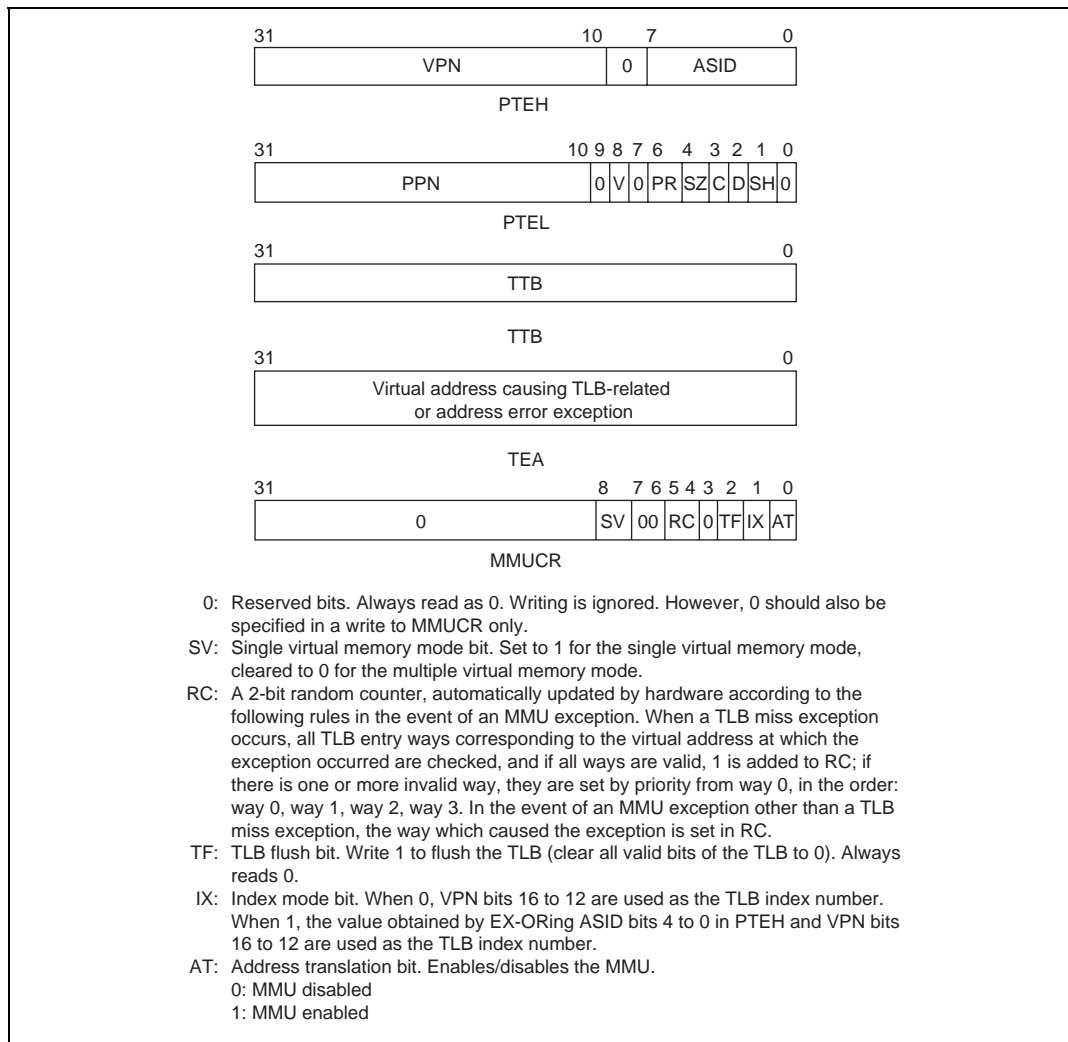 31 10 7 0
VPN 0 ASID
PTEH
31 10 9 8 7 6 4 3 2 1 0
PPN 0 V 0 PR SZ C D SH 0
PTEL
31 0
TTB
TTB
31 0
Virtual address causing TLB-related
or address error exception
TEA
31 8 7 6 5 4 3 2 1 0
0 SV 00 RC 0 TF IX AT
MMUCR
0: Reserved bits. Always read as 0. Writing is ignored. However, 0 should also be
specified in a write to MMUCR only.
SV: Single virtual memory mode bit. Set to 1 for the single virtual memory mode,
cleared to 0 for the multiple virtual memory mode.
RC: A 2-bit random counter, automatically updated by hardware according to the
following rules in the event of an MMU exception. When a TLB miss exception
occurs, all TLB entry ways corresponding to the virtual address at which the
exception occurred are checked, and if all ways are valid, 1 is added to RC; if
there is one or more invalid way, they are set by priority from way 0, in the order:
way 0, way 1, way 2, way 3. In the event of an MMU exception other than a TLB
miss exception, the way which caused the exception is set in RC.
TF: TLB flush bit. Write 1 to flush the TLB (clear all valid bits of the TLB to 0). Always
reads 0.
IX: Index mode bit. When 0, VPN bits 16 to 12 are used as the TLB index number.
When 1, the value obtained by EX-ORing ASID bits 4 to 0 in PTEH and VPN bits
16 to 12 are used as the TLB index number.
AT: Address translation bit. Enables/disables the MMU.
0: MMU disabled
1: MMU enabled